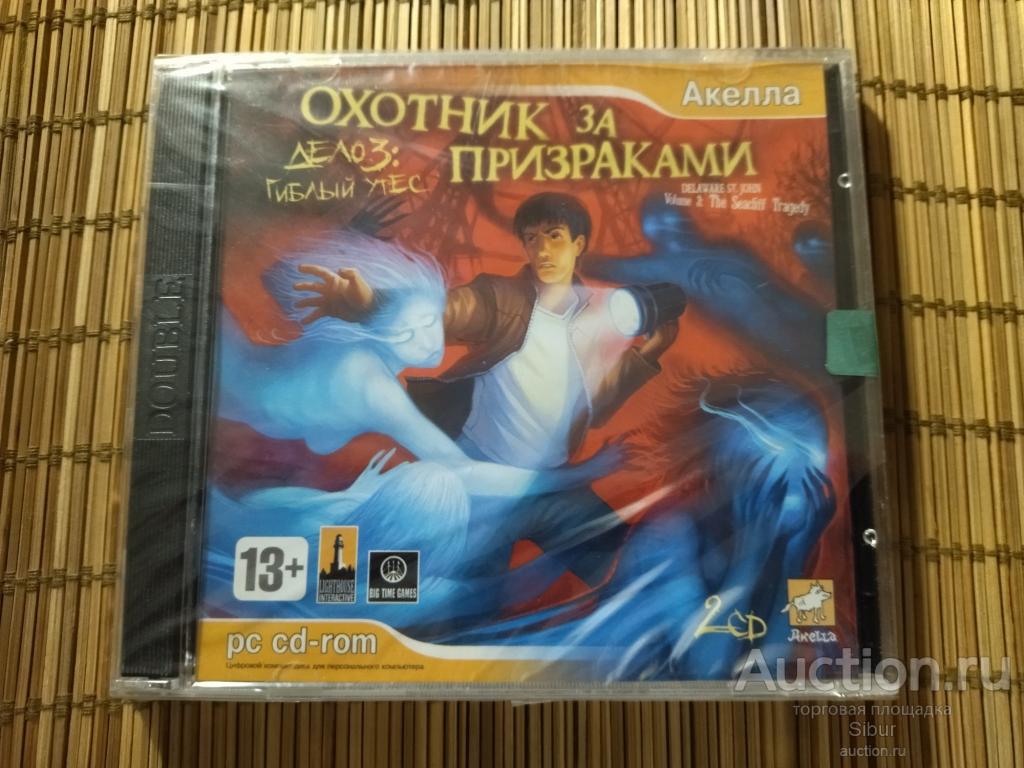 Акелла
ОХОТНИК ЗА
ПРИЗРАКАМИ
ДЕЛО 3:
ГИБЛЫЙ УТЕС
DELAWARE ST. JOHN
Volume 3: The Seacliff Tragedy
DOUBLE
13+
LIGHTHOUSE
INTERACTIVE
BIG TIME GAMES
2CD
Акелла
pc cd-rom
Цифровой компакт-диск для персонального компьютера
Auction.ru
торговая площадка
Sibur
auction.ru